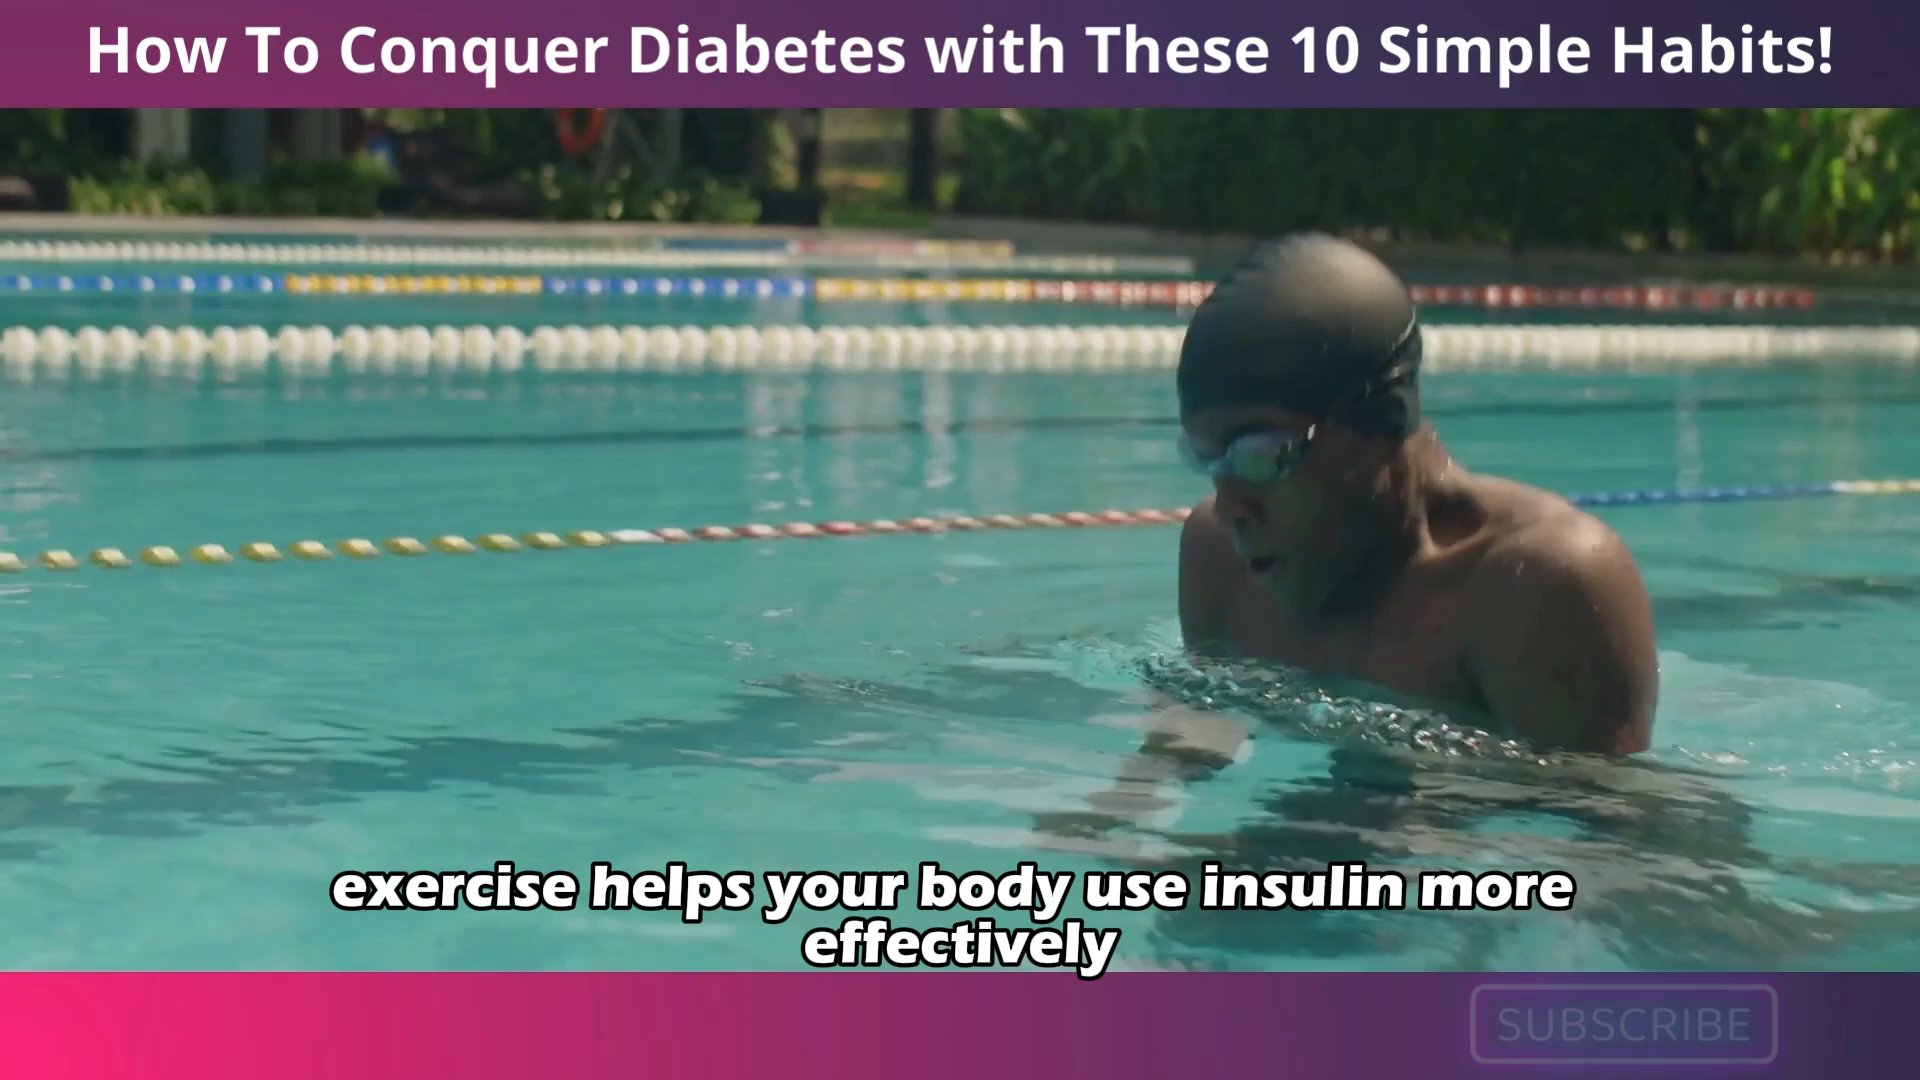 How To Conquer Diabetes with These 10 Simple Habits!
exercise helps your body use insulin more
effectively
SUBSCRIBE